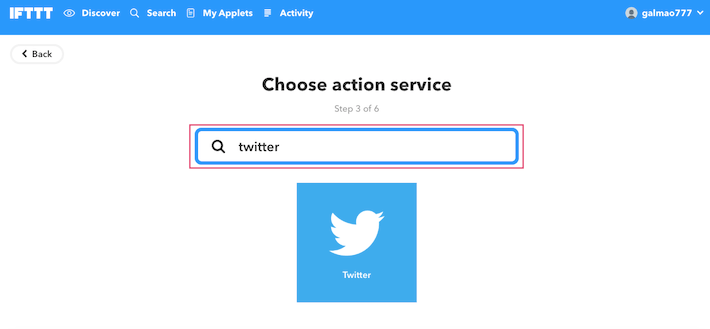 IFTTT Discover Search My Applets Activity galmao777
Back
Choose action service
Step 3 of 6
twitter
Twitter